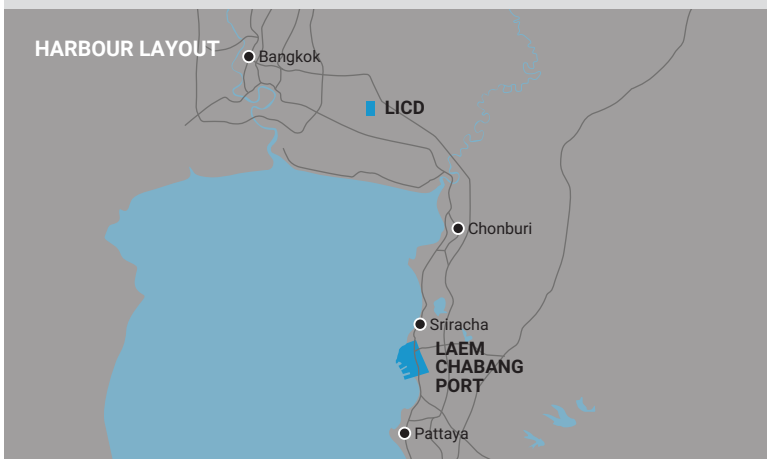 HARBOUR LAYOUT
Bangkok
LICD
Chonburi
Sriracha
LAEM
CHABANG
PORT
Pattaya